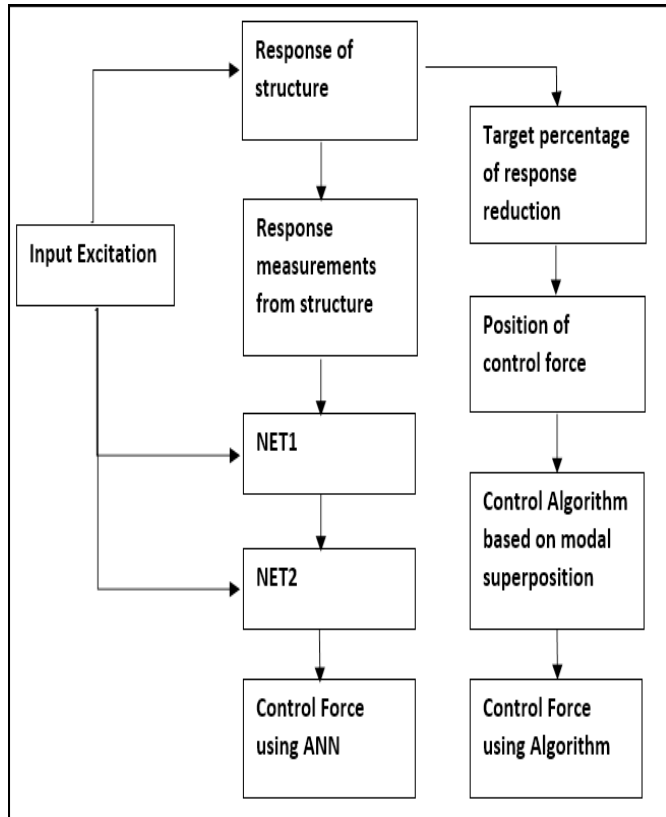 Response of
structure
Target percentage
of response
reduction
Input Excitation
Response
measurements
from structure
Position of
control force
NET1
Control Algorithm
based on modal
superposition
NET2
Control Force
using ANN
Control Force
using Algorithm